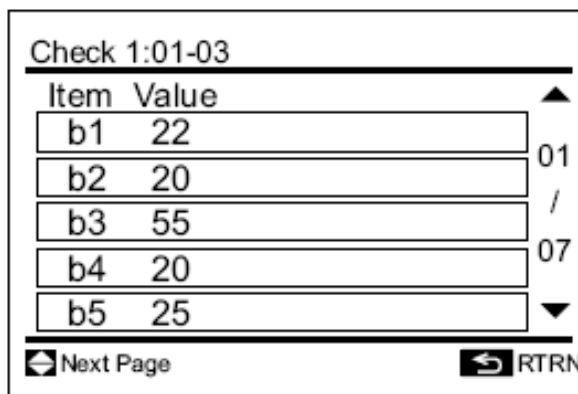 Check 1:01-03
Item Value
b1 22
b2 20
b3 55
b4 20
b5 25
01
/
07
Next Page RTRN